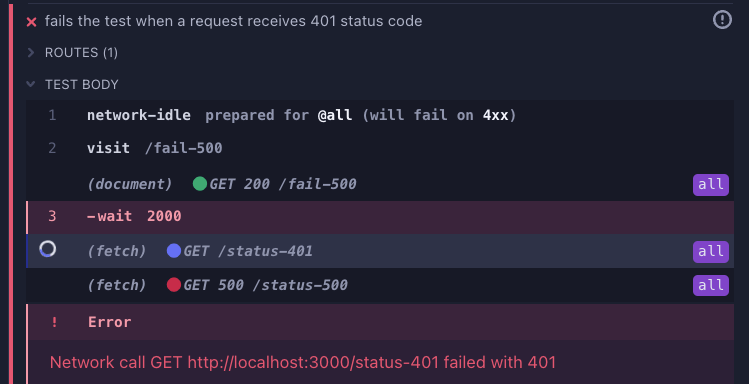 fails the test when a request receives 401 status code
ROUTES (1)
TEST BODY
1 network-idle prepared for @all (will fail on 4xx)
2 visit /fail-500
(document) GET 200 /fail-500 all
3 -wait 2000
(fetch) GET /status-401 all
(fetch) GET 500 /status-500 all
! Error
Network call GET http://localhost:3000/status-401 failed with 401